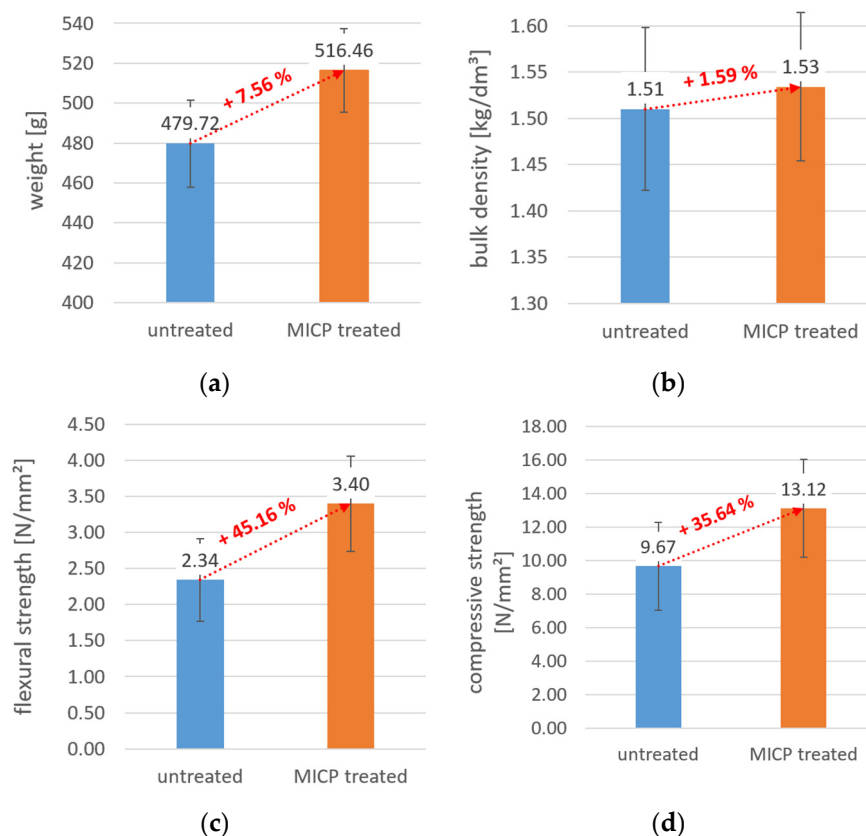 weight [g]
540
520
500
480
460
440
420
400
479.72
+ 7.56 %
516.46
untreated
MICP treated
(a)
bulk density [kg/dm³]
1.60
1.55
1.50
1.45
1.40
1.35
1.30
1.51
+ 1.59 %
1.53
untreated
MICP treated
(b)
flexural strength [N/mm²]
4.50
4.00
3.50
3.00
2.50
2.00
1.50
1.00
0.50
0.00
2.34
+ 45.16 %
3.40
untreated
MICP treated
(c)
compressive strength
[N/mm²]
18.00
16.00
14.00
12.00
10.00
8.00
6.00
4.00
2.00
0.00
9.67
+ 35.64 %
13.12
untreated
MICP treated
(d)